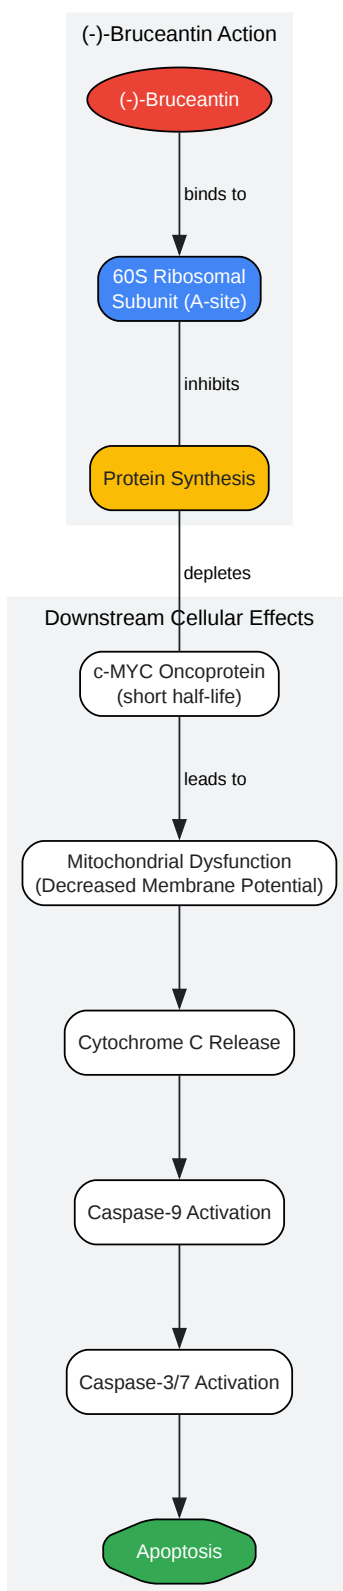 (-)-Bruceantin Action
(-)-Bruceantin
binds to
60S Ribosomal
Subunit (A-site)
inhibits
Protein Synthesis
depletes
Downstream Cellular Effects
c-MYC Oncoprotein
(short half-life)
leads to
Mitochondrial Dysfunction
(Decreased Membrane Potential)
Cytochrome C Release
Caspase-9 Activation
Caspase-3/7 Activation
Apoptosis